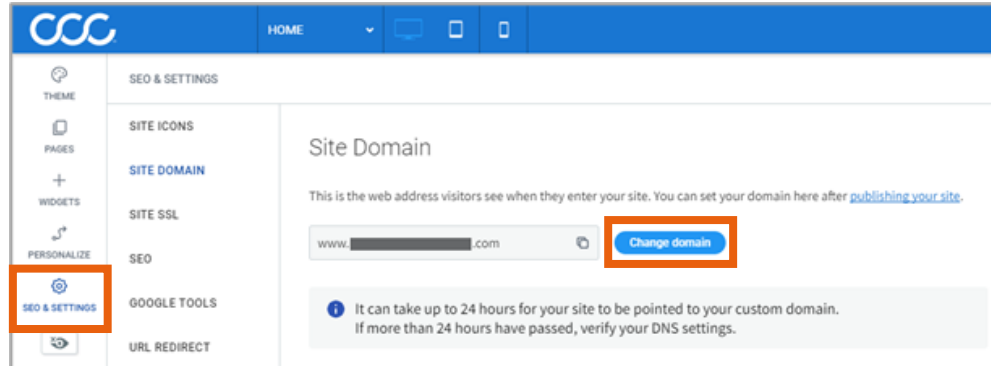 CCC
HOME
THEME
SEO & SETTINGS
PAGES
SITE ICONS
WIDGETS
SITE DOMAIN
PERSONALIZE
SITE SSL
SEO & SETTINGS
SEO
GOOGLE TOOLS
URL REDIRECT
Site Domain
This is the web address visitors see when they enter your site. You can set your domain here after publishing your site.
www. .com
Change domain
It can take up to 24 hours for your site to be pointed to your custom domain.
If more than 24 hours have passed, verify your DNS settings.